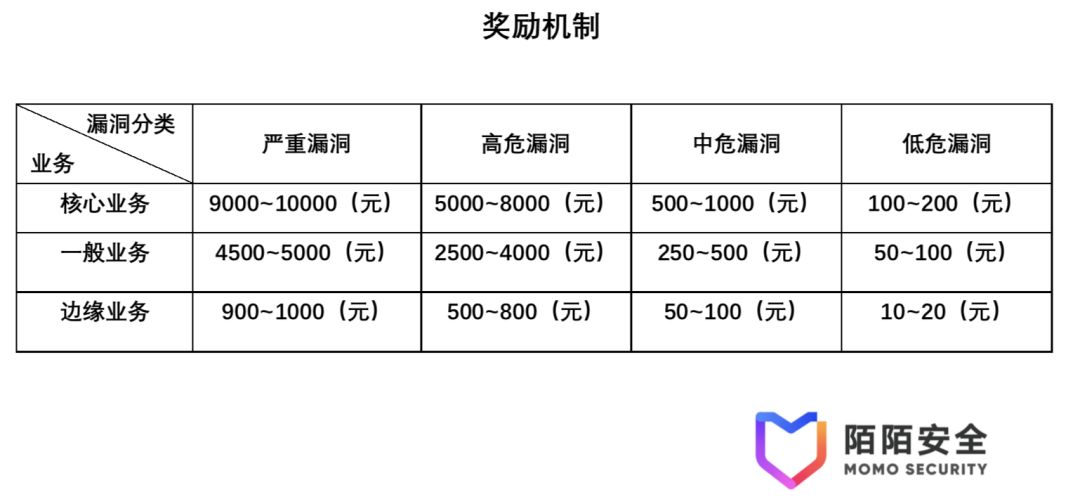 奖励机制
漏洞分类
业务
严重漏洞 高危漏洞 中危漏洞 低危漏洞
核心业务 9000~10000（元） 5000~8000（元） 500~1000（元） 100~200（元）
一般业务 4500~5000（元） 2500~4000（元） 250~500（元） 50~100（元）
边缘业务 900~1000（元） 500~800（元） 50~100（元） 10~20（元）
陌陌安全
MOMO SECURITY